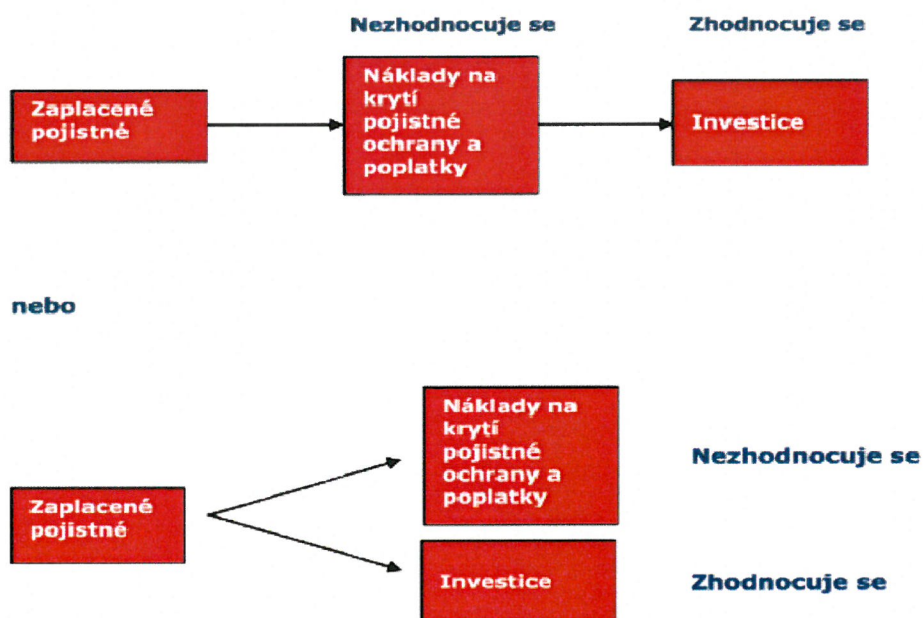 Nezhodnocuje se
Zhodnocuje se
Zaplacené
pojistné
Náklady na
krytí
pojistné
ochrany a
poplatky
Investice
nebo
Zaplacené
pojistné
Náklady na
krytí
pojistné
ochrany a
poplatky
Nezhodnocuje se
Investice
Zhodnocuje se